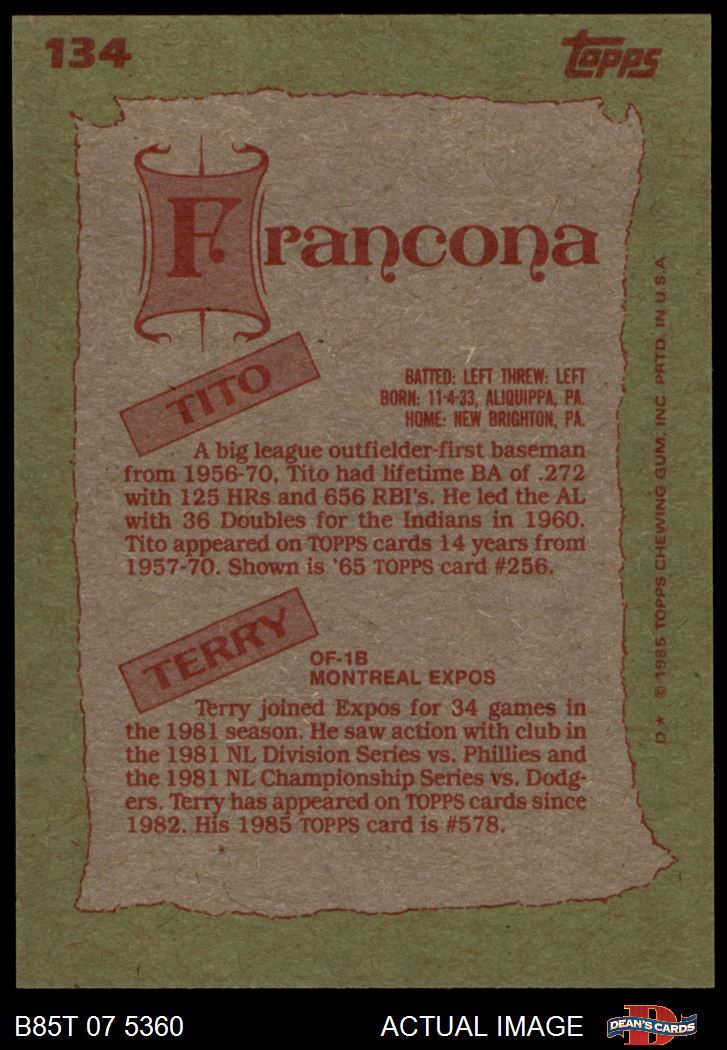 134
topps
Francona
TITO
BATTED: LEFT THREW: LEFT
BORN: 11-4-33, ALIQUIPPA, PA.
HOME: NEW BRIGHTON, PA.
A big league outfielder-first baseman
from 1956-70, Tito had lifetime BA of .272
with 125 HRs and 656 RBI's. He led the AL
with 36 Doubles for the Indians in 1960.
Tito appeared on TOPPS cards 14 years from
1957-70. Shown is '65 TOPPS card #256.
TERRY
OF-1B
MONTREAL EXPOS
Terry joined Expos for 34 games in
the 1981 season. He saw action with club in
the 1981 NL Division Series vs. Phillies and
the 1981 NL Championship Series vs. Dodg-
ers. Terry has appeared on TOPPS cards since
1982. His 1985 TOPPS card is #578.
D.* © 1985 TOPPS CHEWING GUM, INC. PRTD. IN U.S.A.
B85T 07 5360
ACTUAL IMAGE
DEAN'S CARDS